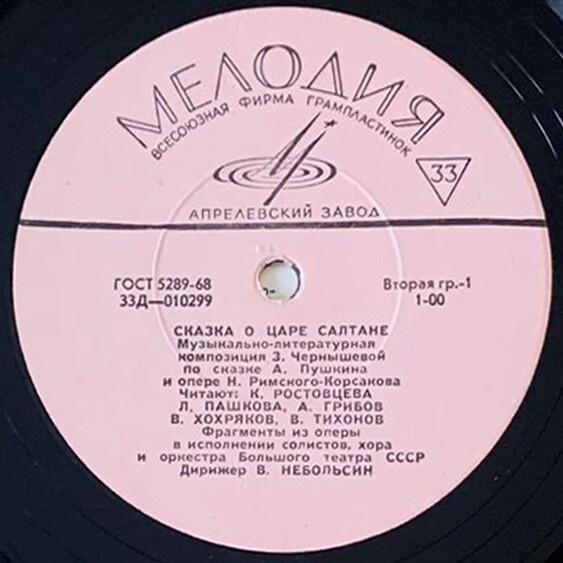 МЕЛОДИЯ
ВСЕСОЮЗНАЯ ФИРМА ГРАМПЛАСТИНОК
33
АПРЕЛЕВСКИЙ ЗАВОД
ГОСТ 5289-68
33Д—010299
Вторая гр.-1
1-00
СКАЗКА О ЦАРЕ САЛТАНЕ
Музыкально-литературная
композиция З. Чернышевой
по сказке А. Пушкина
и опере Н. Римского-Корсакова
Читают: К. РОСТОВЦЕВА
Л. ПАШКОВА, А. ГРИБОВ
В. ХОХРЯКОВ, В. ТИХОНОВ
Фрагменты из оперы
в исполнении солистов, хора
и оркестра Большого театра СССР
Дирижер В. НЕБОЛЬСИН